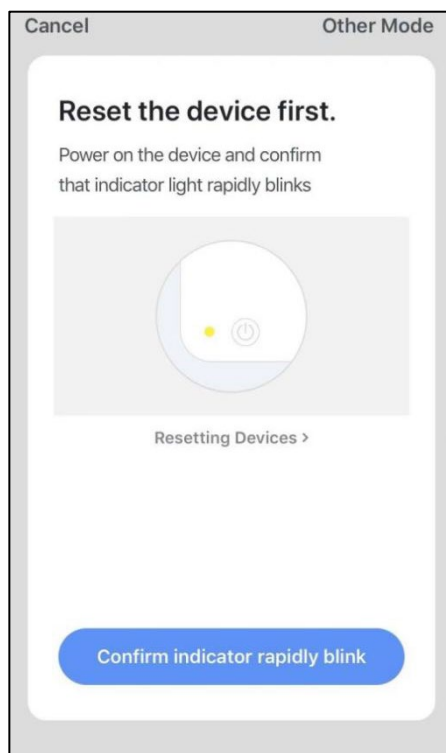 Cancel
Other Mode
Reset the device first.
Power on the device and confirm
that indicator light rapidly blinks
Resetting Devices >
Confirm indicator rapidly blink